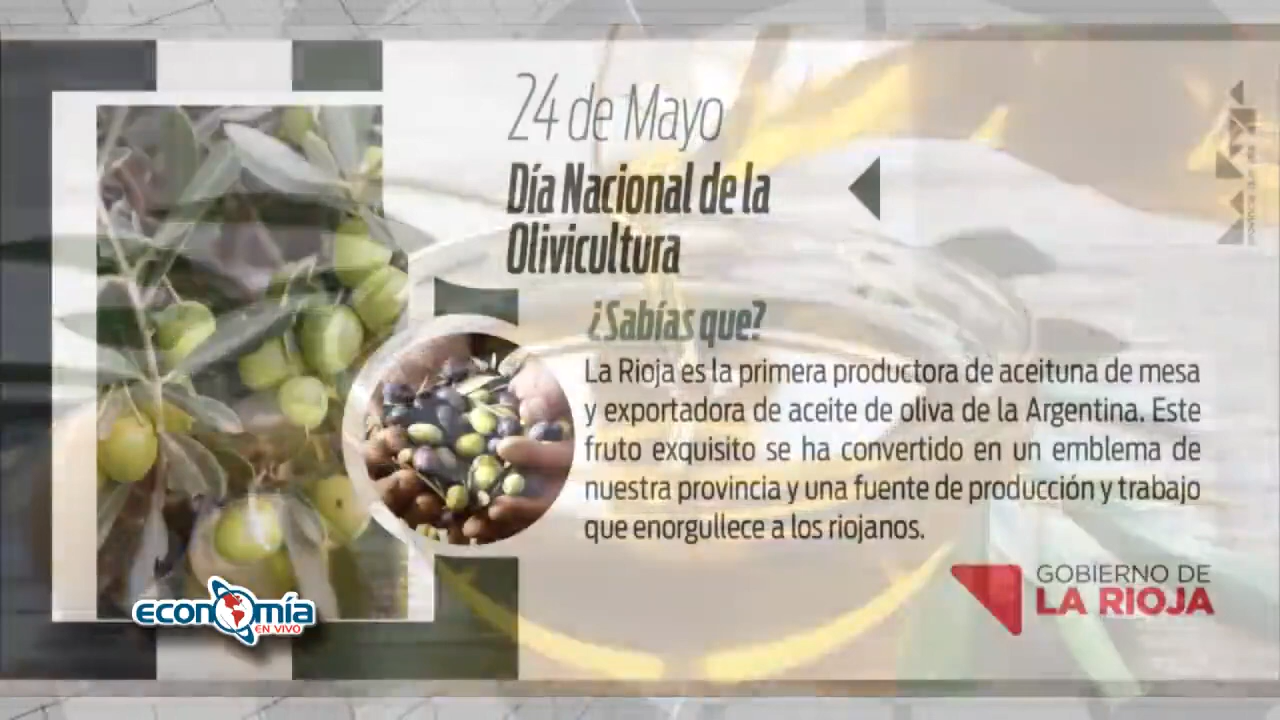 24 de Mayo
Día Nacional de la
Olivicultura
¿Sabías que?
La Rioja es la primera productora de aceituna de mesa
y exportadora de aceite de oliva de la Argentina. Este
fruto exquisito se ha convertido en un emblema de
nuestra provincia y una fuente de producción y trabajo
que enorgullece a los riojanos.
economía
EN VIVO
GOBIERNO DE
LA RIOJA